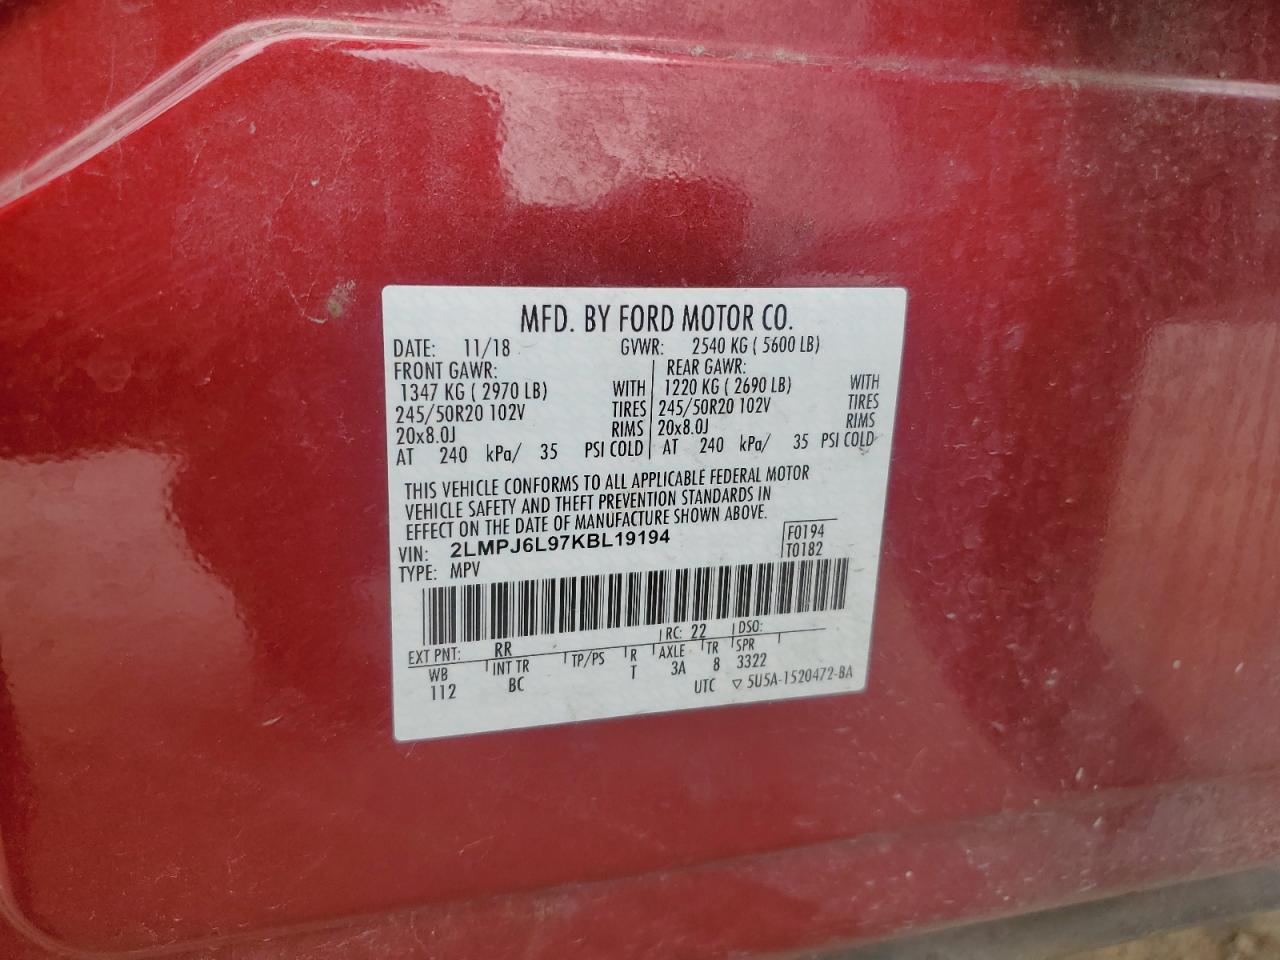 MFD. BY FORD MOTOR CO.
DATE: 11/18 GVWR: 2540 KG ( 5600 LB)
FRONT GAWR: REAR GAWR:
1347 KG ( 2970 LB) WITH 1220 KG ( 2690 LB) WITH
245/50R20 102V TIRES 245/50R20 102V TIRES
20x8.0J RIMS 20x8.0J RIMS
AT 240 kPa/ 35 PSI COLD AT 240 kPa/ 35 PSI COLD
THIS VEHICLE CONFORMS TO ALL APPLICABLE FEDERAL MOTOR
VEHICLE SAFETY AND THEFT PREVENTION STANDARDS IN
EFFECT ON THE DATE OF MANUFACTURE SHOWN ABOVE.
VIN: 2LMPJ6L97KBL19194 F0194
TYPE: MPV T0182
EXT PNT: RR RC: 22 DSO:
WB INT TR TP/PS R AXLE TR SPR
112 BC T 3A 8 3322
UTC ▽ 5U5A-1520472-BA